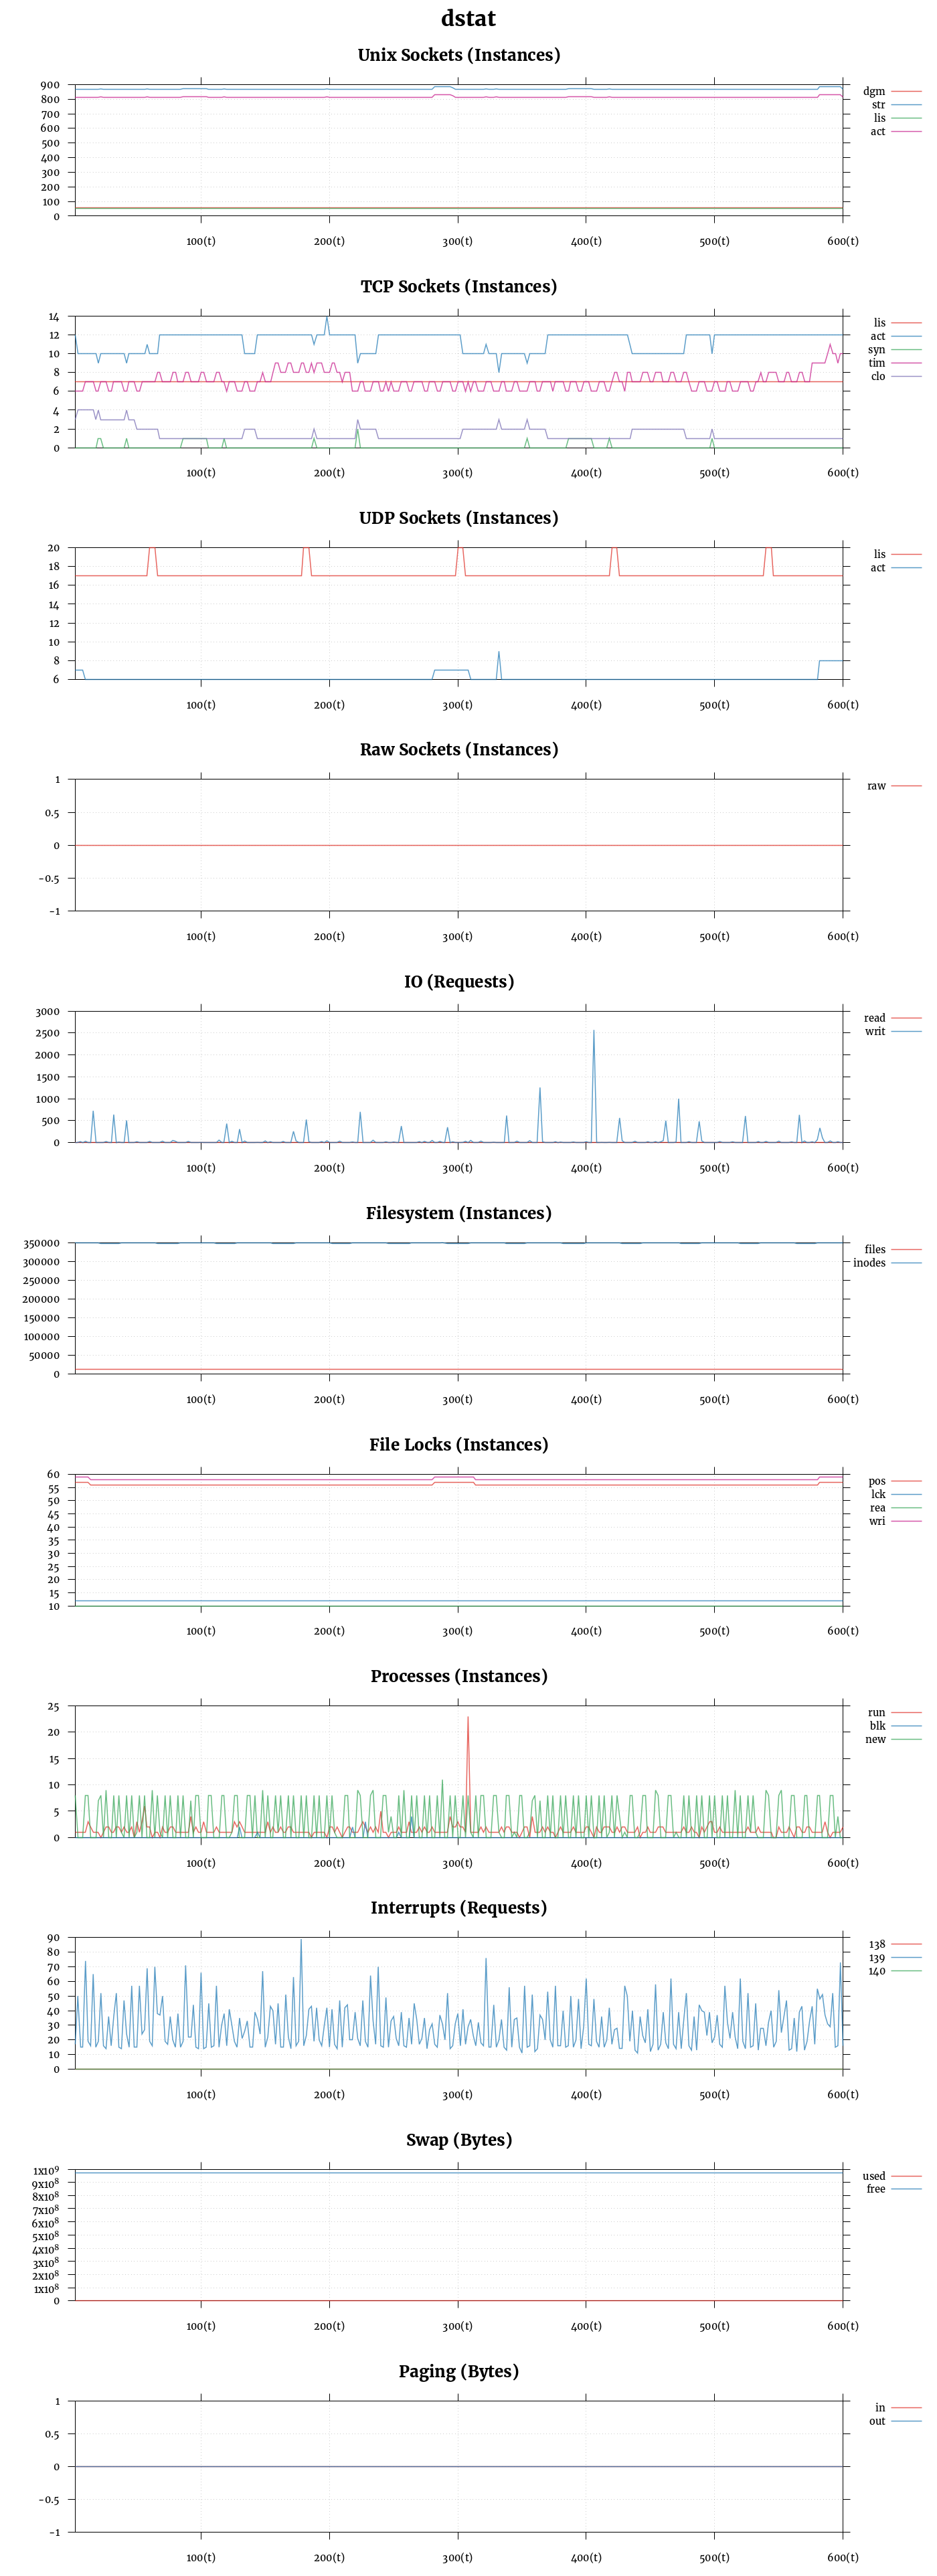 dstat
Unix Sockets (Instances)
900
800
700
600
500
400
300
200
100
0
dgm
str
lis
act
100(t) 200(t) 300(t) 400(t) 500(t) 600(t)
TCP Sockets (Instances)
14
12
10
8
6
4
2
0
lis
act
syn
tim
clo
100(t) 200(t) 300(t) 400(t) 500(t) 600(t)
UDP Sockets (Instances)
20
18
16
14
12
10
8
6
lis
act
100(t) 200(t) 300(t) 400(t) 500(t) 600(t)
Raw Sockets (Instances)
1
0.5
0
-0.5
-1
raw
100(t) 200(t) 300(t) 400(t) 500(t) 600(t)
IO (Requests)
3000
2500
2000
1500
1000
500
0
read
writ
100(t) 200(t) 300(t) 400(t) 500(t) 600(t)
Filesystem (Instances)
350000
300000
250000
200000
150000
100000
50000
0
files
inodes
100(t) 200(t) 300(t) 400(t) 500(t) 600(t)
File Locks (Instances)
60
55
50
45
40
35
30
25
20
15
10
pos
lck
rea
wri
100(t) 200(t) 300(t) 400(t) 500(t) 600(t)
Processes (Instances)
25
20
15
10
5
0
run
blk
new
100(t) 200(t) 300(t) 400(t) 500(t) 600(t)
Interrupts (Requests)
90
80
70
60
50
40
30
20
10
0
138
139
140
100(t) 200(t) 300(t) 400(t) 500(t) 600(t)
Swap (Bytes)
1x10⁹
9x10⁸
8x10⁸
7x10⁸
6x10⁸
5x10⁸
4x10⁸
3x10⁸
2x10⁸
1x10⁸
0
used
free
100(t) 200(t) 300(t) 400(t) 500(t) 600(t)
Paging (Bytes)
1
0.5
0
-0.5
-1
in
out
100(t) 200(t) 300(t) 400(t) 500(t) 600(t)